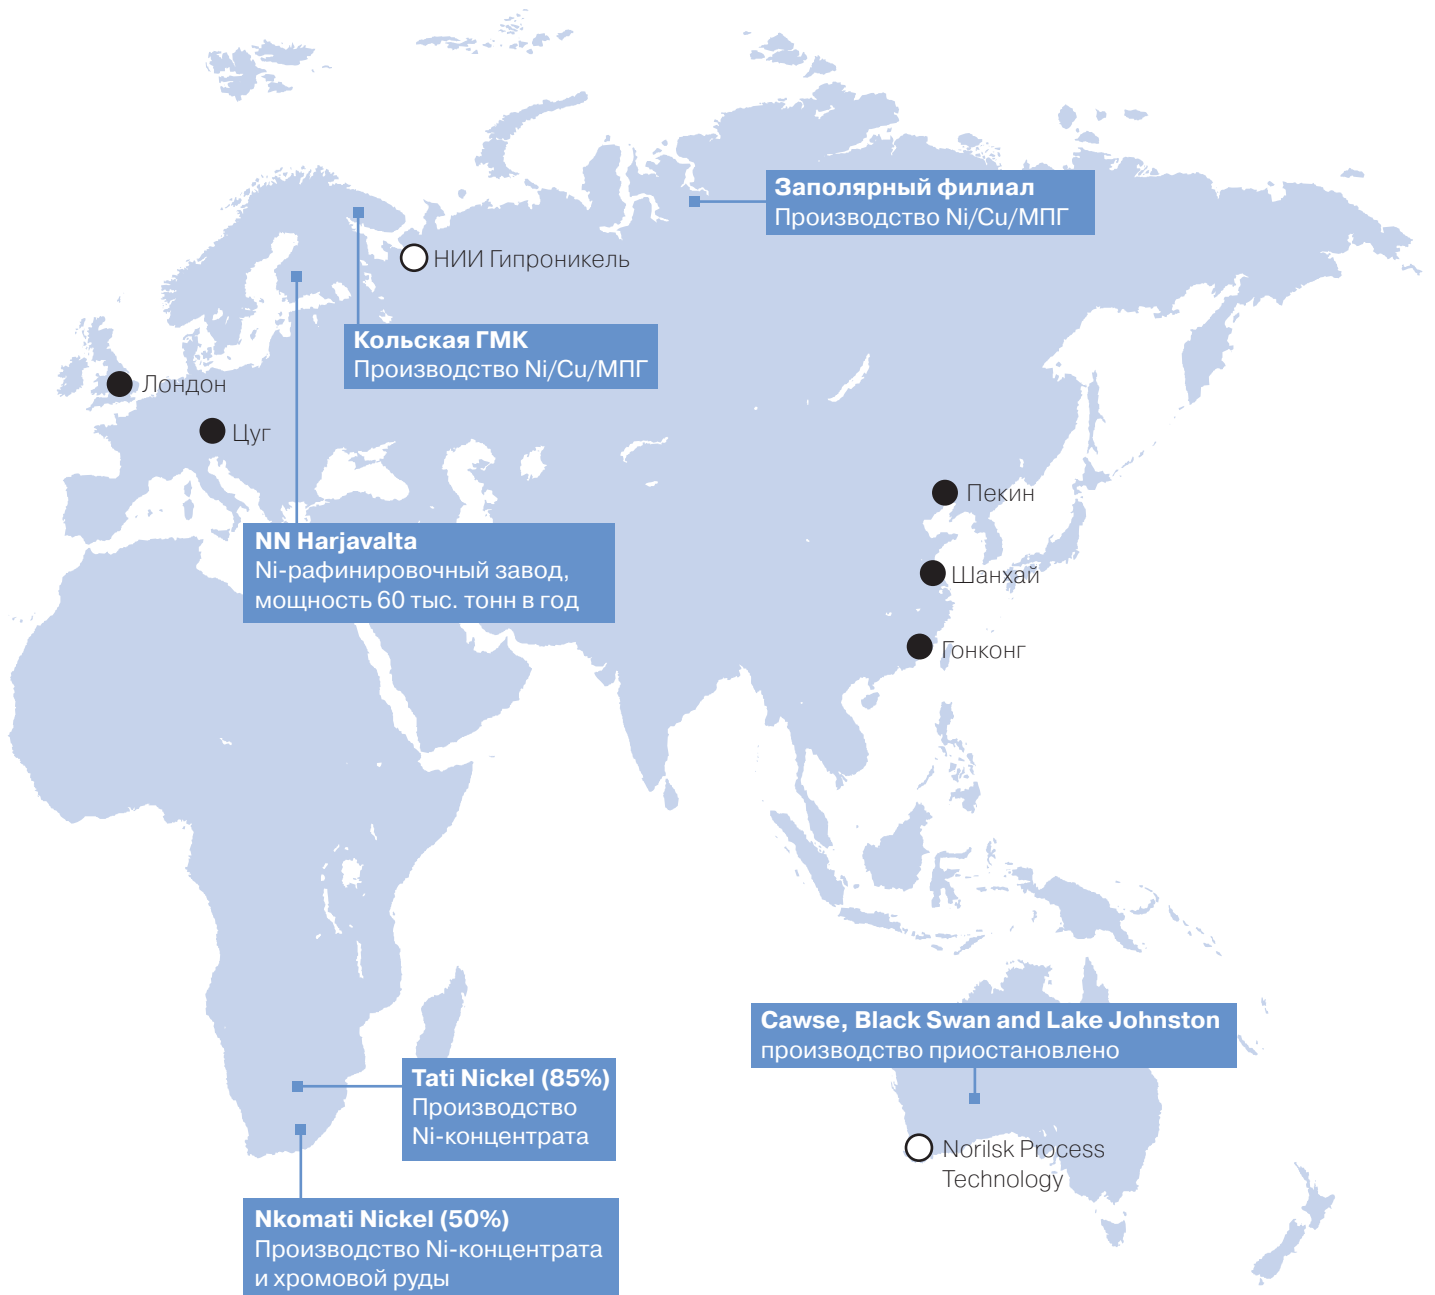 Заполярный филиал
Производство Ni/Cu/МПГ
НИИ Гипроникель
Кольская ГМК
Производство Ni/Cu/МПГ
Лондон
Цуг
Пекин
NN Harjavalta
Ni-рафинировочный завод,
мощность 60 тыс. тонн в год
Шанхай
Гонконг
Cawse, Black Swan and Lake Johnston
производство приостановлено
Tati Nickel (85%)
Производство
Ni-концентрата
Norilsk Process
Technology
Nkomati Nickel (50%)
Производство Ni-концентрата
и хромовой руды